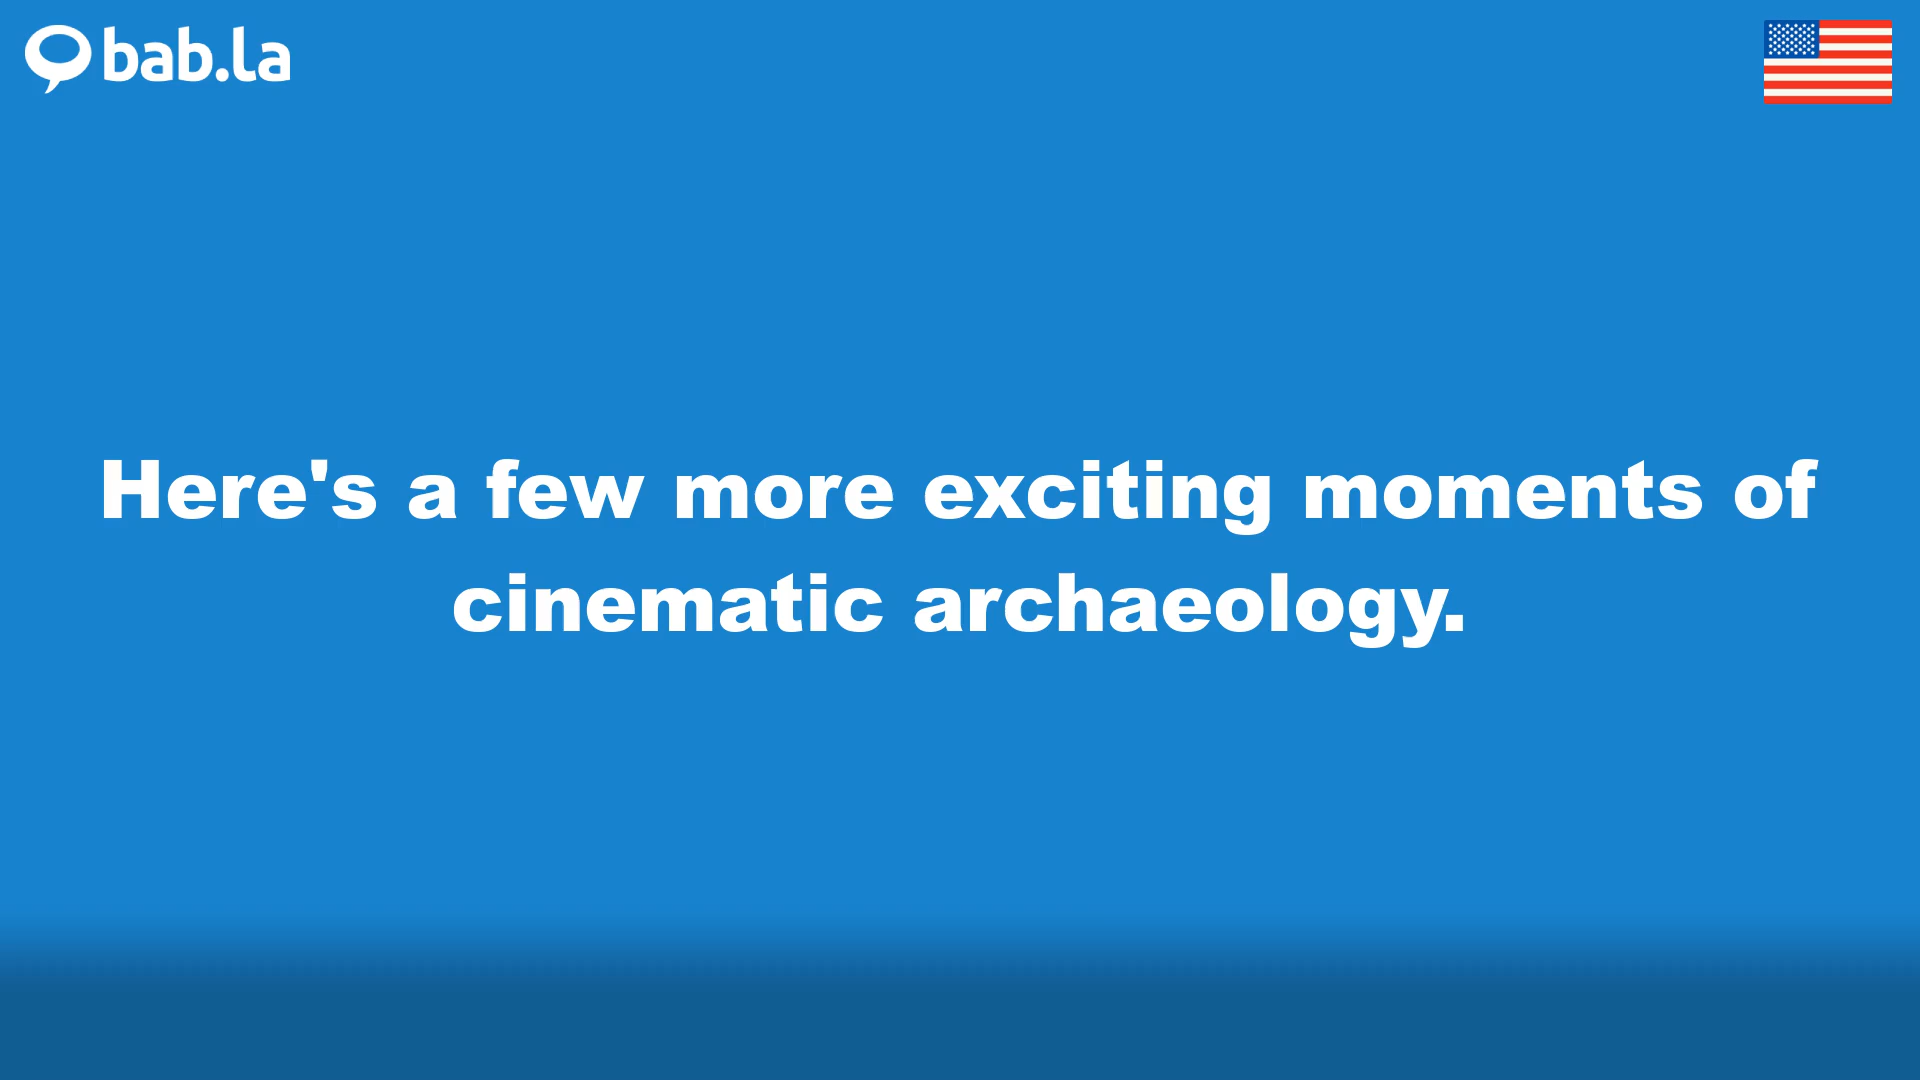 bab.la
Here's a few more exciting moments of
cinematic archaeology.